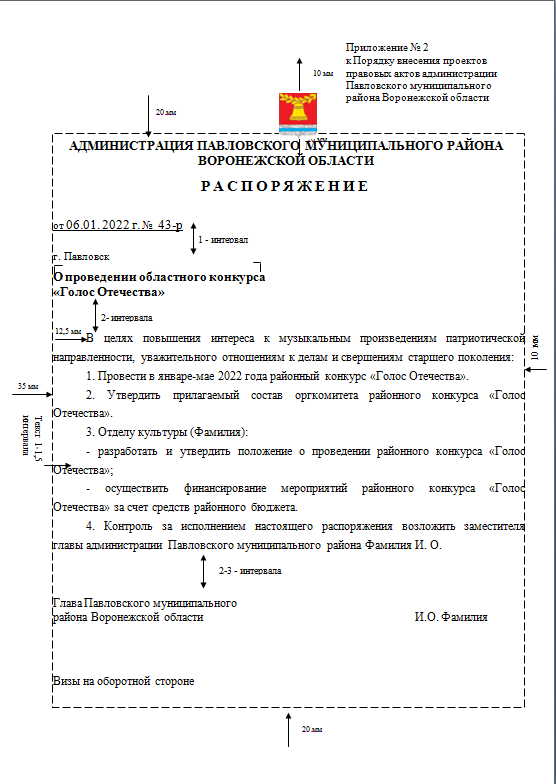 Приложение № 2
к Порядку внесения проектов
правовых актов администрации
Павловского муниципального
района Воронежской области
10 мм
20 мм
мм
АДМИНИСТРАЦИЯ ПАВЛОВСКОГО МУНИЦИПАЛЬНОГО РАЙОНА
ВОРОНЕЖСКОЙ ОБЛАСТИ
Р А С П О Р Я Ж Е Н И Е
от 06.01. 2022 г. № 43-р
1 - интервал
г. Павловск
О проведении областного конкурса
«Голос Отечества»
2- интервала
12,5 мм
В целях повышения интереса к музыкальным произведениям патриотической
направленности, уважительного отношениям к делам и свершениям старшего поколения:
10 мм
1. Провести в январе-мае 2022 года районный конкурс «Голос Отечества».
35 мм
2. Утвердить прилагаемый состав оргкомитета районного конкурса «Голос
Отечества».
Текст 1-1,5
интервала
3. Отделу культуры (Фамилия):
- разработать и утвердить положение о проведении районного конкурса «Голос
Отечества»;
- осуществить финансирование мероприятий районного конкурса «Голос
Отечества» за счет средств районного бюджета.
4. Контроль за исполнением настоящего распоряжения возложить заместителя
главы администрации Павловского муниципального района Фамилия И. О.
2-3 - интервала
Глава Павловского муниципального
района Воронежской области И.О. Фамилия
Визы на оборотной стороне
20 мм